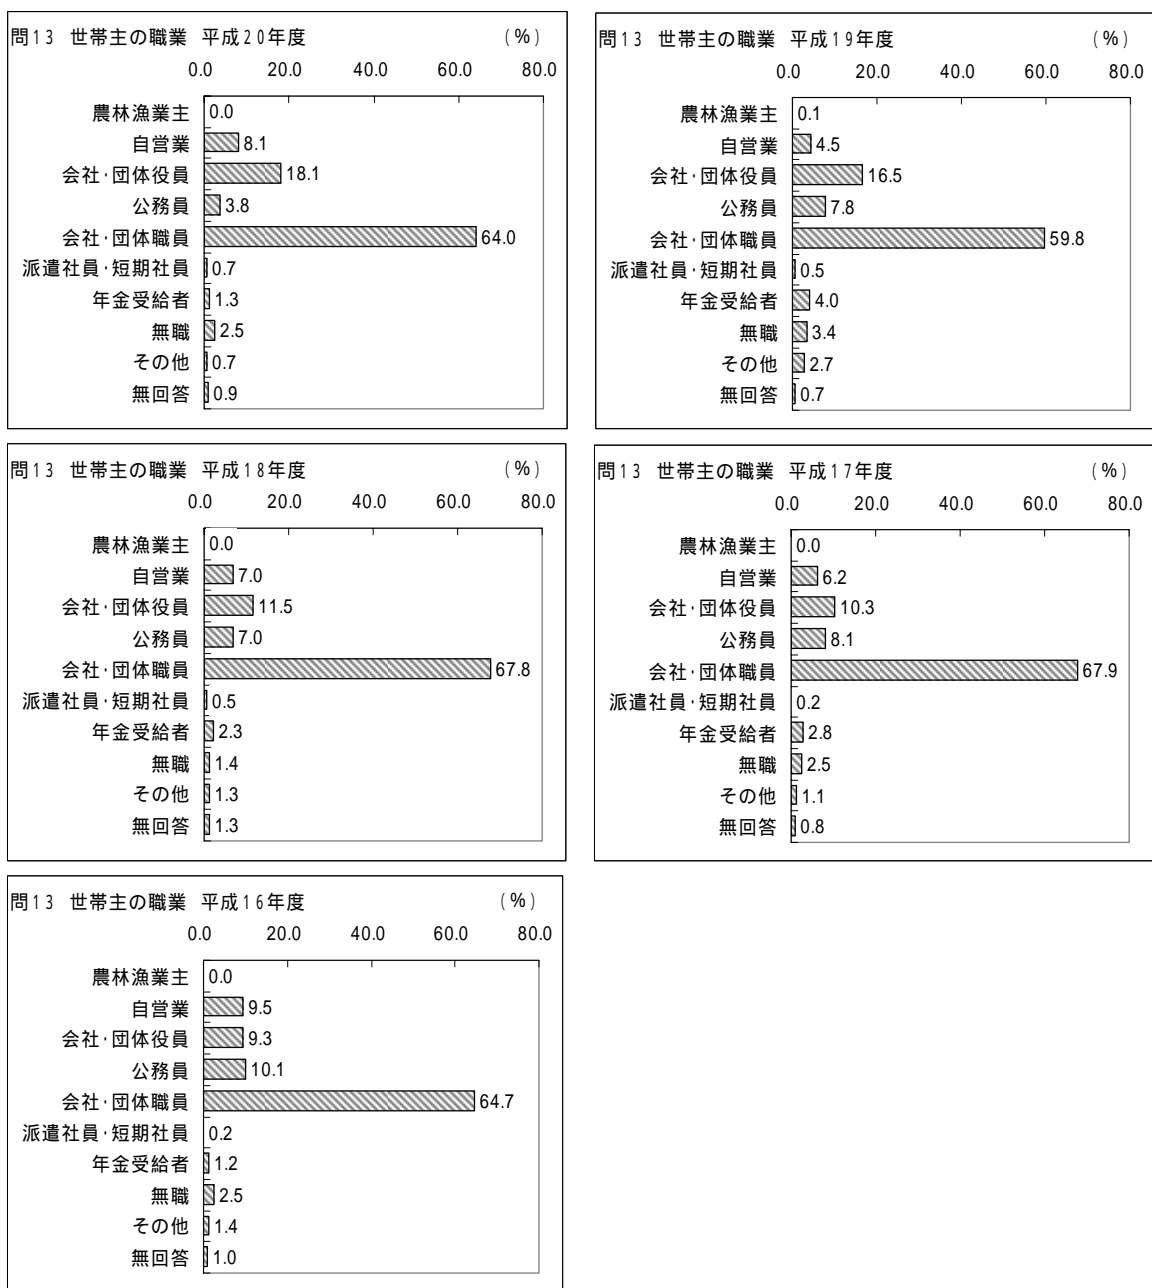 問13 世帯主の職業 平成20年度 (%)
0.0 20.0 40.0 60.0 80.0
農林漁業主 0.0
自営業 8.1
会社・団体役員 18.1
公務員 3.8
会社・団体職員 64.0
派遣社員・短期社員 0.7
年金受給者 1.3
無職 2.5
その他 0.7
無回答 0.9
問13 世帯主の職業 平成19年度 (%)
0.0 20.0 40.0 60.0 80.0
農林漁業主 0.1
自営業 4.5
会社・団体役員 16.5
公務員 7.8
会社・団体職員 59.8
派遣社員・短期社員 0.5
年金受給者 4.0
無職 3.4
その他 2.7
無回答 0.7
問13 世帯主の職業 平成18年度 (%)
0.0 20.0 40.0 60.0 80.0
農林漁業主 0.0
自営業 7.0
会社・団体役員 11.5
公務員 7.0
会社・団体職員 67.8
派遣社員・短期社員 0.5
年金受給者 2.3
無職 1.4
その他 1.3
無回答 1.3
問13 世帯主の職業 平成17年度 (%)
0.0 20.0 40.0 60.0 80.0
農林漁業主 0.0
自営業 6.2
会社・団体役員 10.3
公務員 8.1
会社・団体職員 67.9
派遣社員・短期社員 0.2
年金受給者 2.8
無職 2.5
その他 1.1
無回答 0.8
問13 世帯主の職業 平成16年度 (%)
0.0 20.0 40.0 60.0 80.0
農林漁業主 0.0
自営業 9.5
会社・団体役員 9.3
公務員 10.1
会社・団体職員 64.7
派遣社員・短期社員 0.2
年金受給者 1.2
無職 2.5
その他 1.4
無回答 1.0